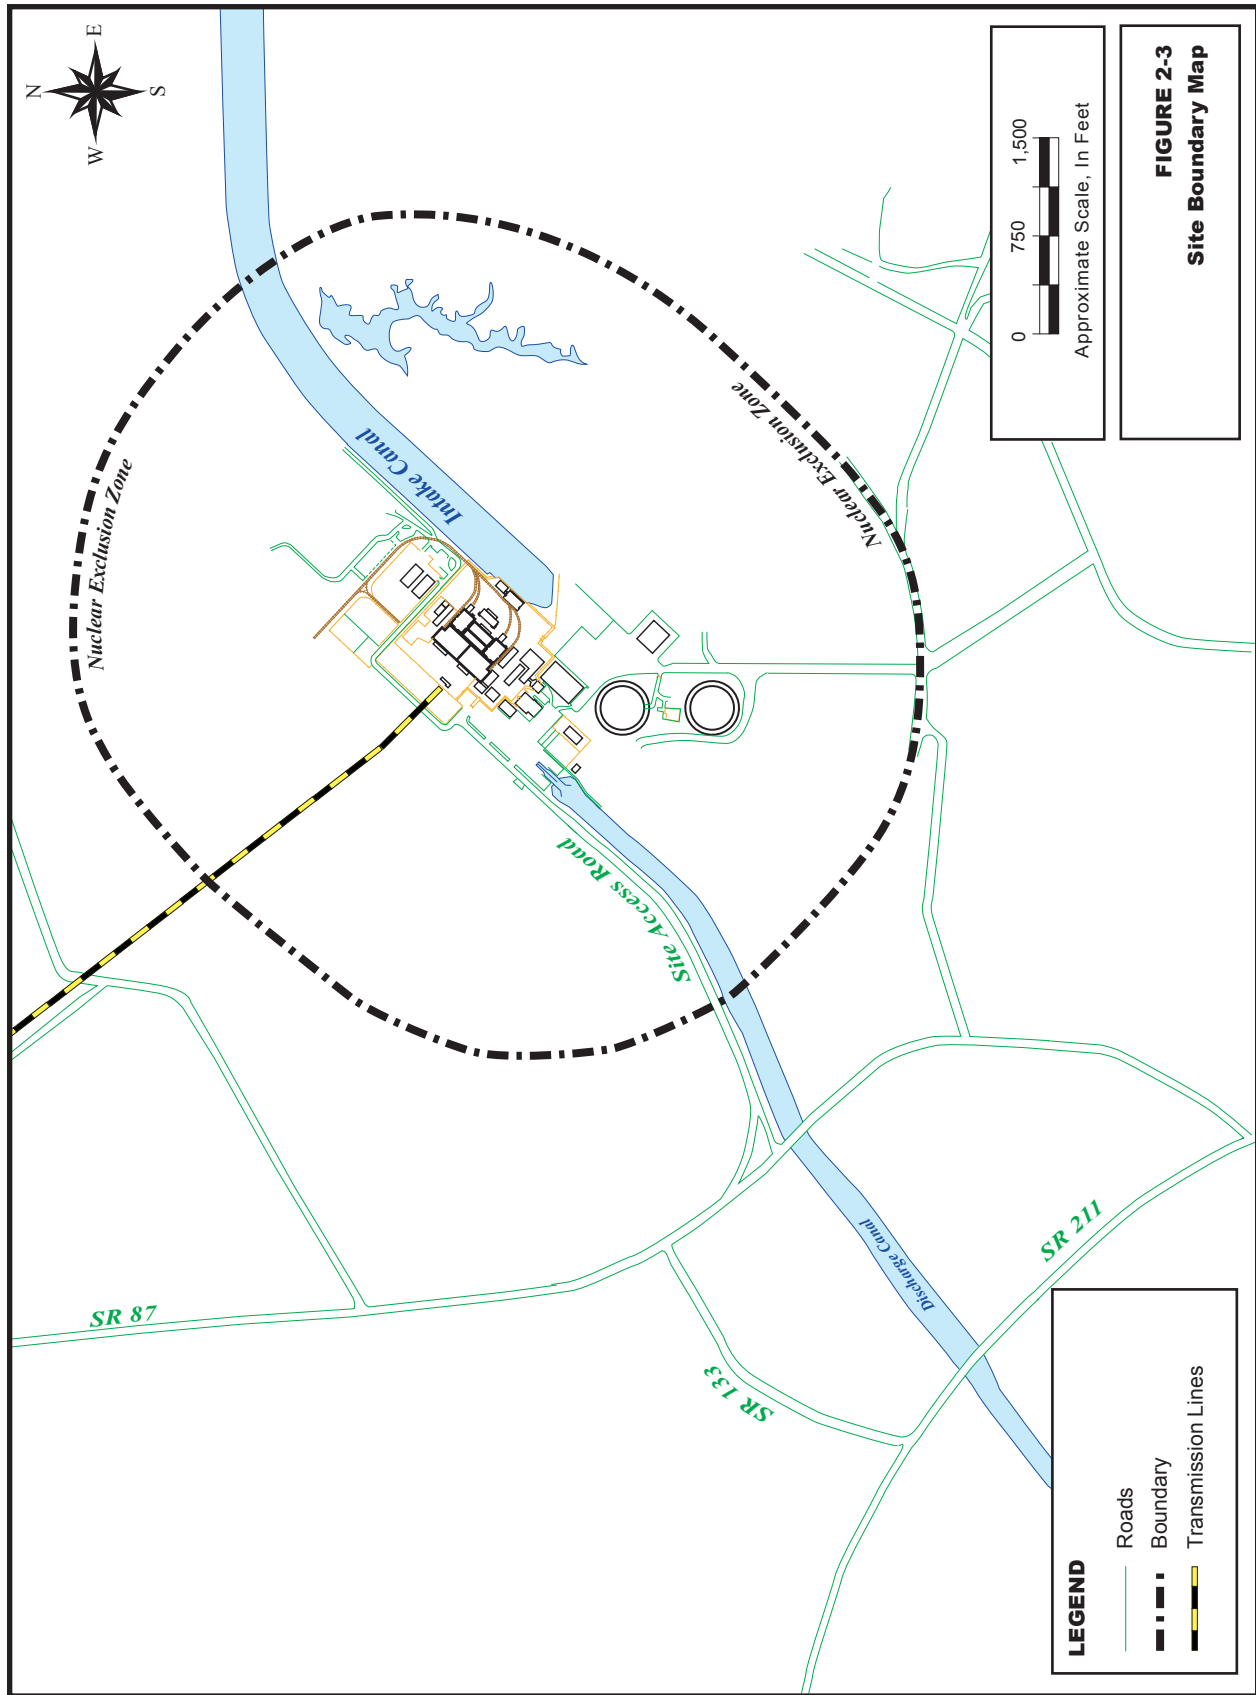 N
E
S
W
Nuclear Exclusion Zone
Intake Canal
Nuclear Exclusion Zone
Site Access Road
Discharge Canal
SR 87
SR 133
SR 211
LEGEND
Roads
Boundary
Transmission Lines
0 750 1,500
Approximate Scale, In Feet
FIGURE 2-3
Site Boundary Map